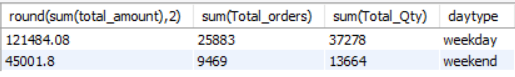 round(sum(total_amount),2) sum(Total_orders) sum(Total_Qty) daytype
121484.08 25883 37278 weekday
45001.8 9469 13664 weekend